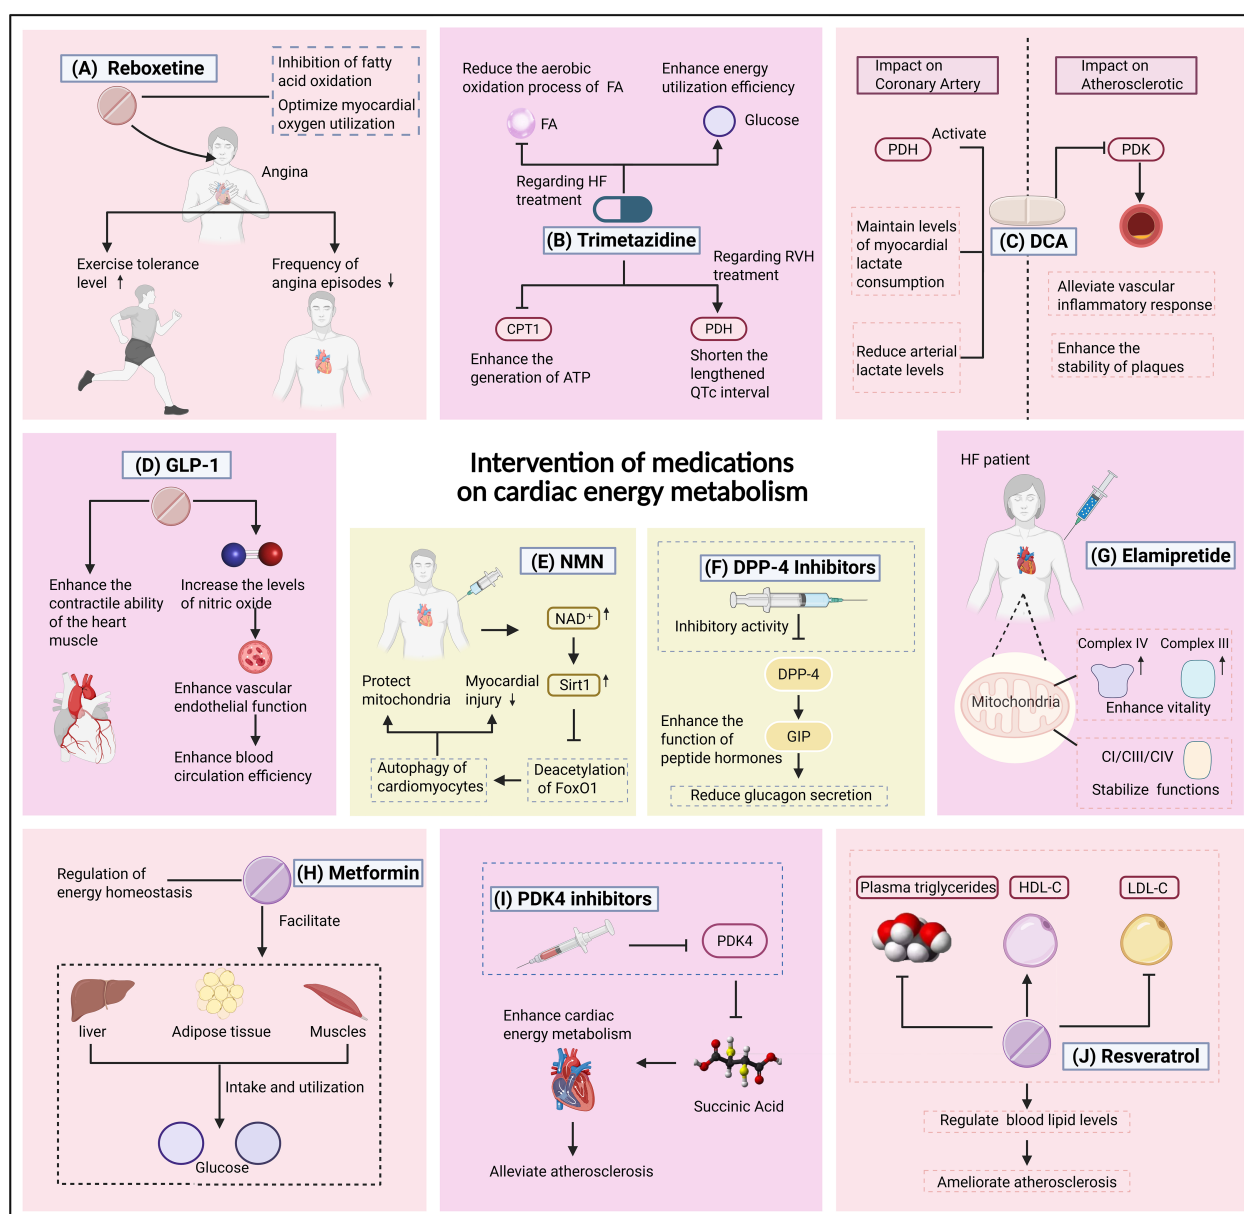 (A) Reboxetine
Inhibition of fatty
acid oxidation
Optimize myocardial
oxygen utilization
Angina
Exercise tolerance
level ↑
Frequency of
angina episodes ↓
Reduce the aerobic
oxidation process of FA
Enhance energy
utilization efficiency
FA
Glucose
Regarding HF
treatment
(B) Trimetazidine
Regarding RVH
treatment
CPT1
PDH
Enhance the
generation of ATP
Shorten the
lengthened
QTc interval
Impact on
Coronary Artery
Impact on
Atherosclerotic
PDH
Activate
PDK
Maintain levels
of myocardial
lactate
consumption
(C) DCA
Reduce arterial
lactate levels
Alleviate vascular
inflammatory response
Enhance the
stability of plaques
Intervention of medications
on cardiac energy metabolism
(D) GLP-1
Enhance the
contractile ability
of the heart
muscle
Increase the levels
of nitric oxide
Enhance vascular
endothelial function
Enhance blood
circulation efficiency
(E) NMN
NAD⁺ ↑
Sirt1 ↑
Protect
mitochondria
Myocardial
injury ↓
Autophagy of
cardiomyocytes
Deacetylation
of FoxO1
(F) DPP-4 Inhibitors
Inhibitory activity
DPP-4
Enhance the
function of
peptide hormones
GIP
Reduce glucagon secretion
HF patient
(G) Elamipretide
Complex IV ↑
Complex III ↑
Enhance vitality
Mitochondria
CI/CIII/CIV
Stabilize functions
Regulation of
energy homeostasis
(H) Metformin
Facilitate
liver
Adipose tissue
Muscles
Intake and utilization
Glucose
(I) PDK4 inhibitors
PDK4
Enhance cardiac
energy metabolism
Succinic Acid
Alleviate atherosclerosis
Plasma triglycerides
HDL-C
LDL-C
(J) Resveratrol
Regulate blood lipid levels
Ameliorate atherosclerosis